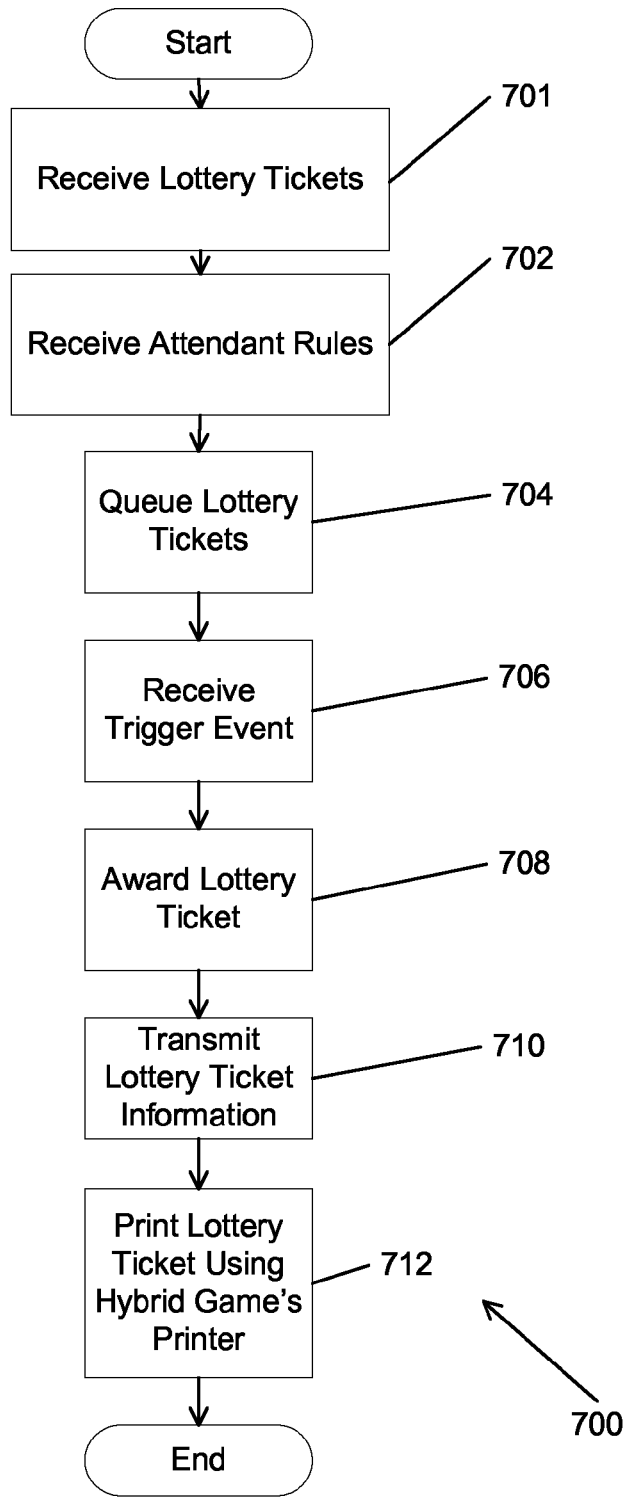 Start
701
Receive Lottery Tickets
702
Receive Attendant Rules
704
Queue Lottery
Tickets
706
Receive
Trigger Event
708
Award Lottery
Ticket
710
Transmit
Lottery Ticket
Information
712
Print Lottery
Ticket Using
Hybrid Game's
Printer
700
End